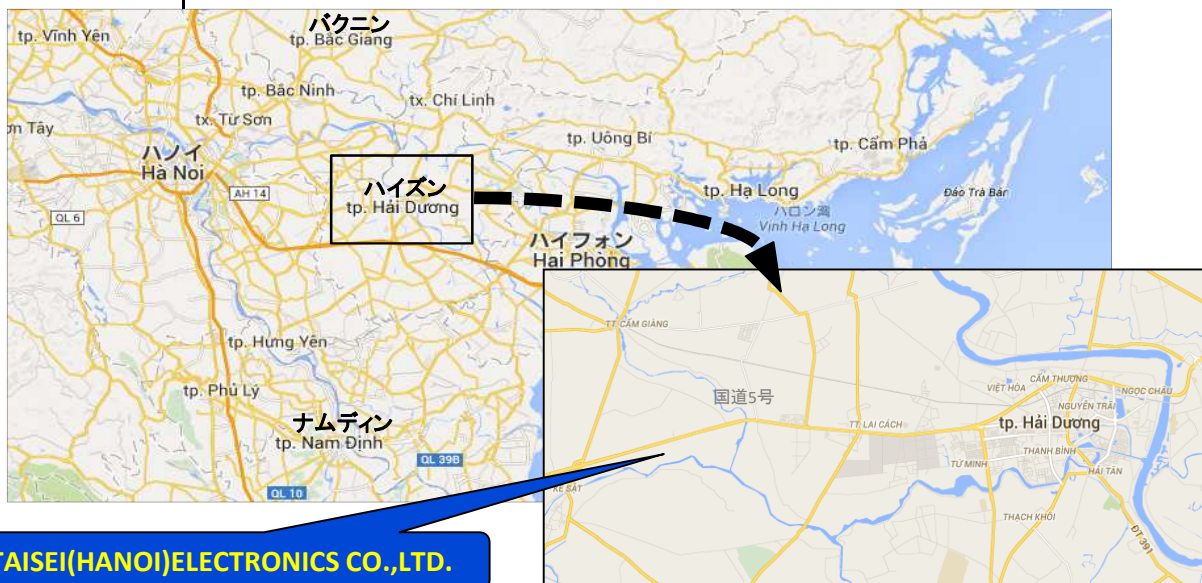 バクニン
tp. Vĩnh Yên
tp. Bắc Giang
tp. Bắc Ninh
tx. Chí Linh
tx. Từ Sơn
ơn Tây
tp. Uông Bí
tp. Cẩm Phả
ハノイ
Hà Noi
AH 14
ハイズン
tp. Hải Dương
tp. Hạ Long
Đảo Trà Bản
ハロン湾
Vịnh Hạ Long
QL 6
ハイフォン
Hai Phòng
tp. Hưng Yên
tp. Phủ Lý
ナムディン
tp. Nam Định
QL 39B
QL 10
TT. CẨM GIÀNG
国道5号
VIỆT HÒA
CẨM THƯỢNG
NGỌC CHÂU
NGUYỄN TRÃI
TT. LAI CÁCH
tp. Hải Dương
TỨ MINH
THANH BÌNH
HẢI TÂN
KẺ SẶT
THẠCH KHÔI
ĐT 391
TAISEI(HANOI)ELECTRONICS CO.,LTD.